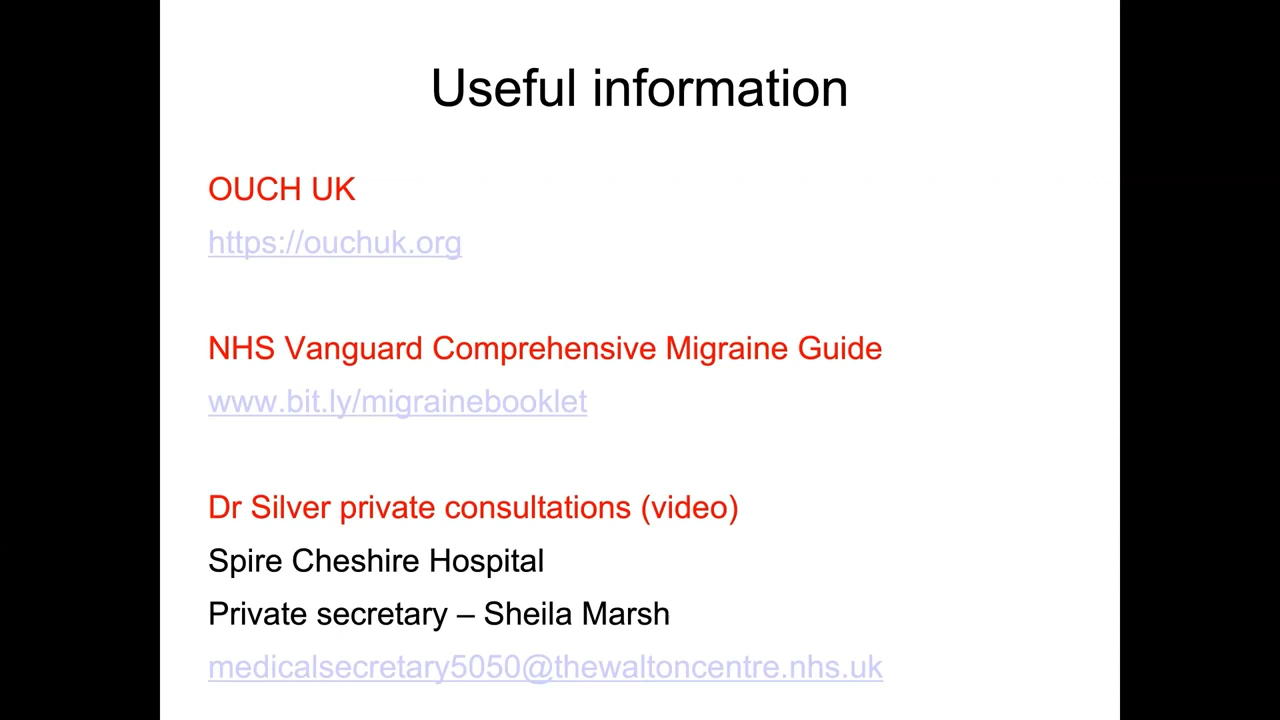 Useful information
OUCH UK
https://ouchuk.org
NHS Vanguard Comprehensive Migraine Guide
www.bit.ly/migrainebooklet
Dr Silver private consultations (video)
Spire Cheshire Hospital
Private secretary – Sheila Marsh
medicalsecretary5050@thewaltoncentre.nhs.uk